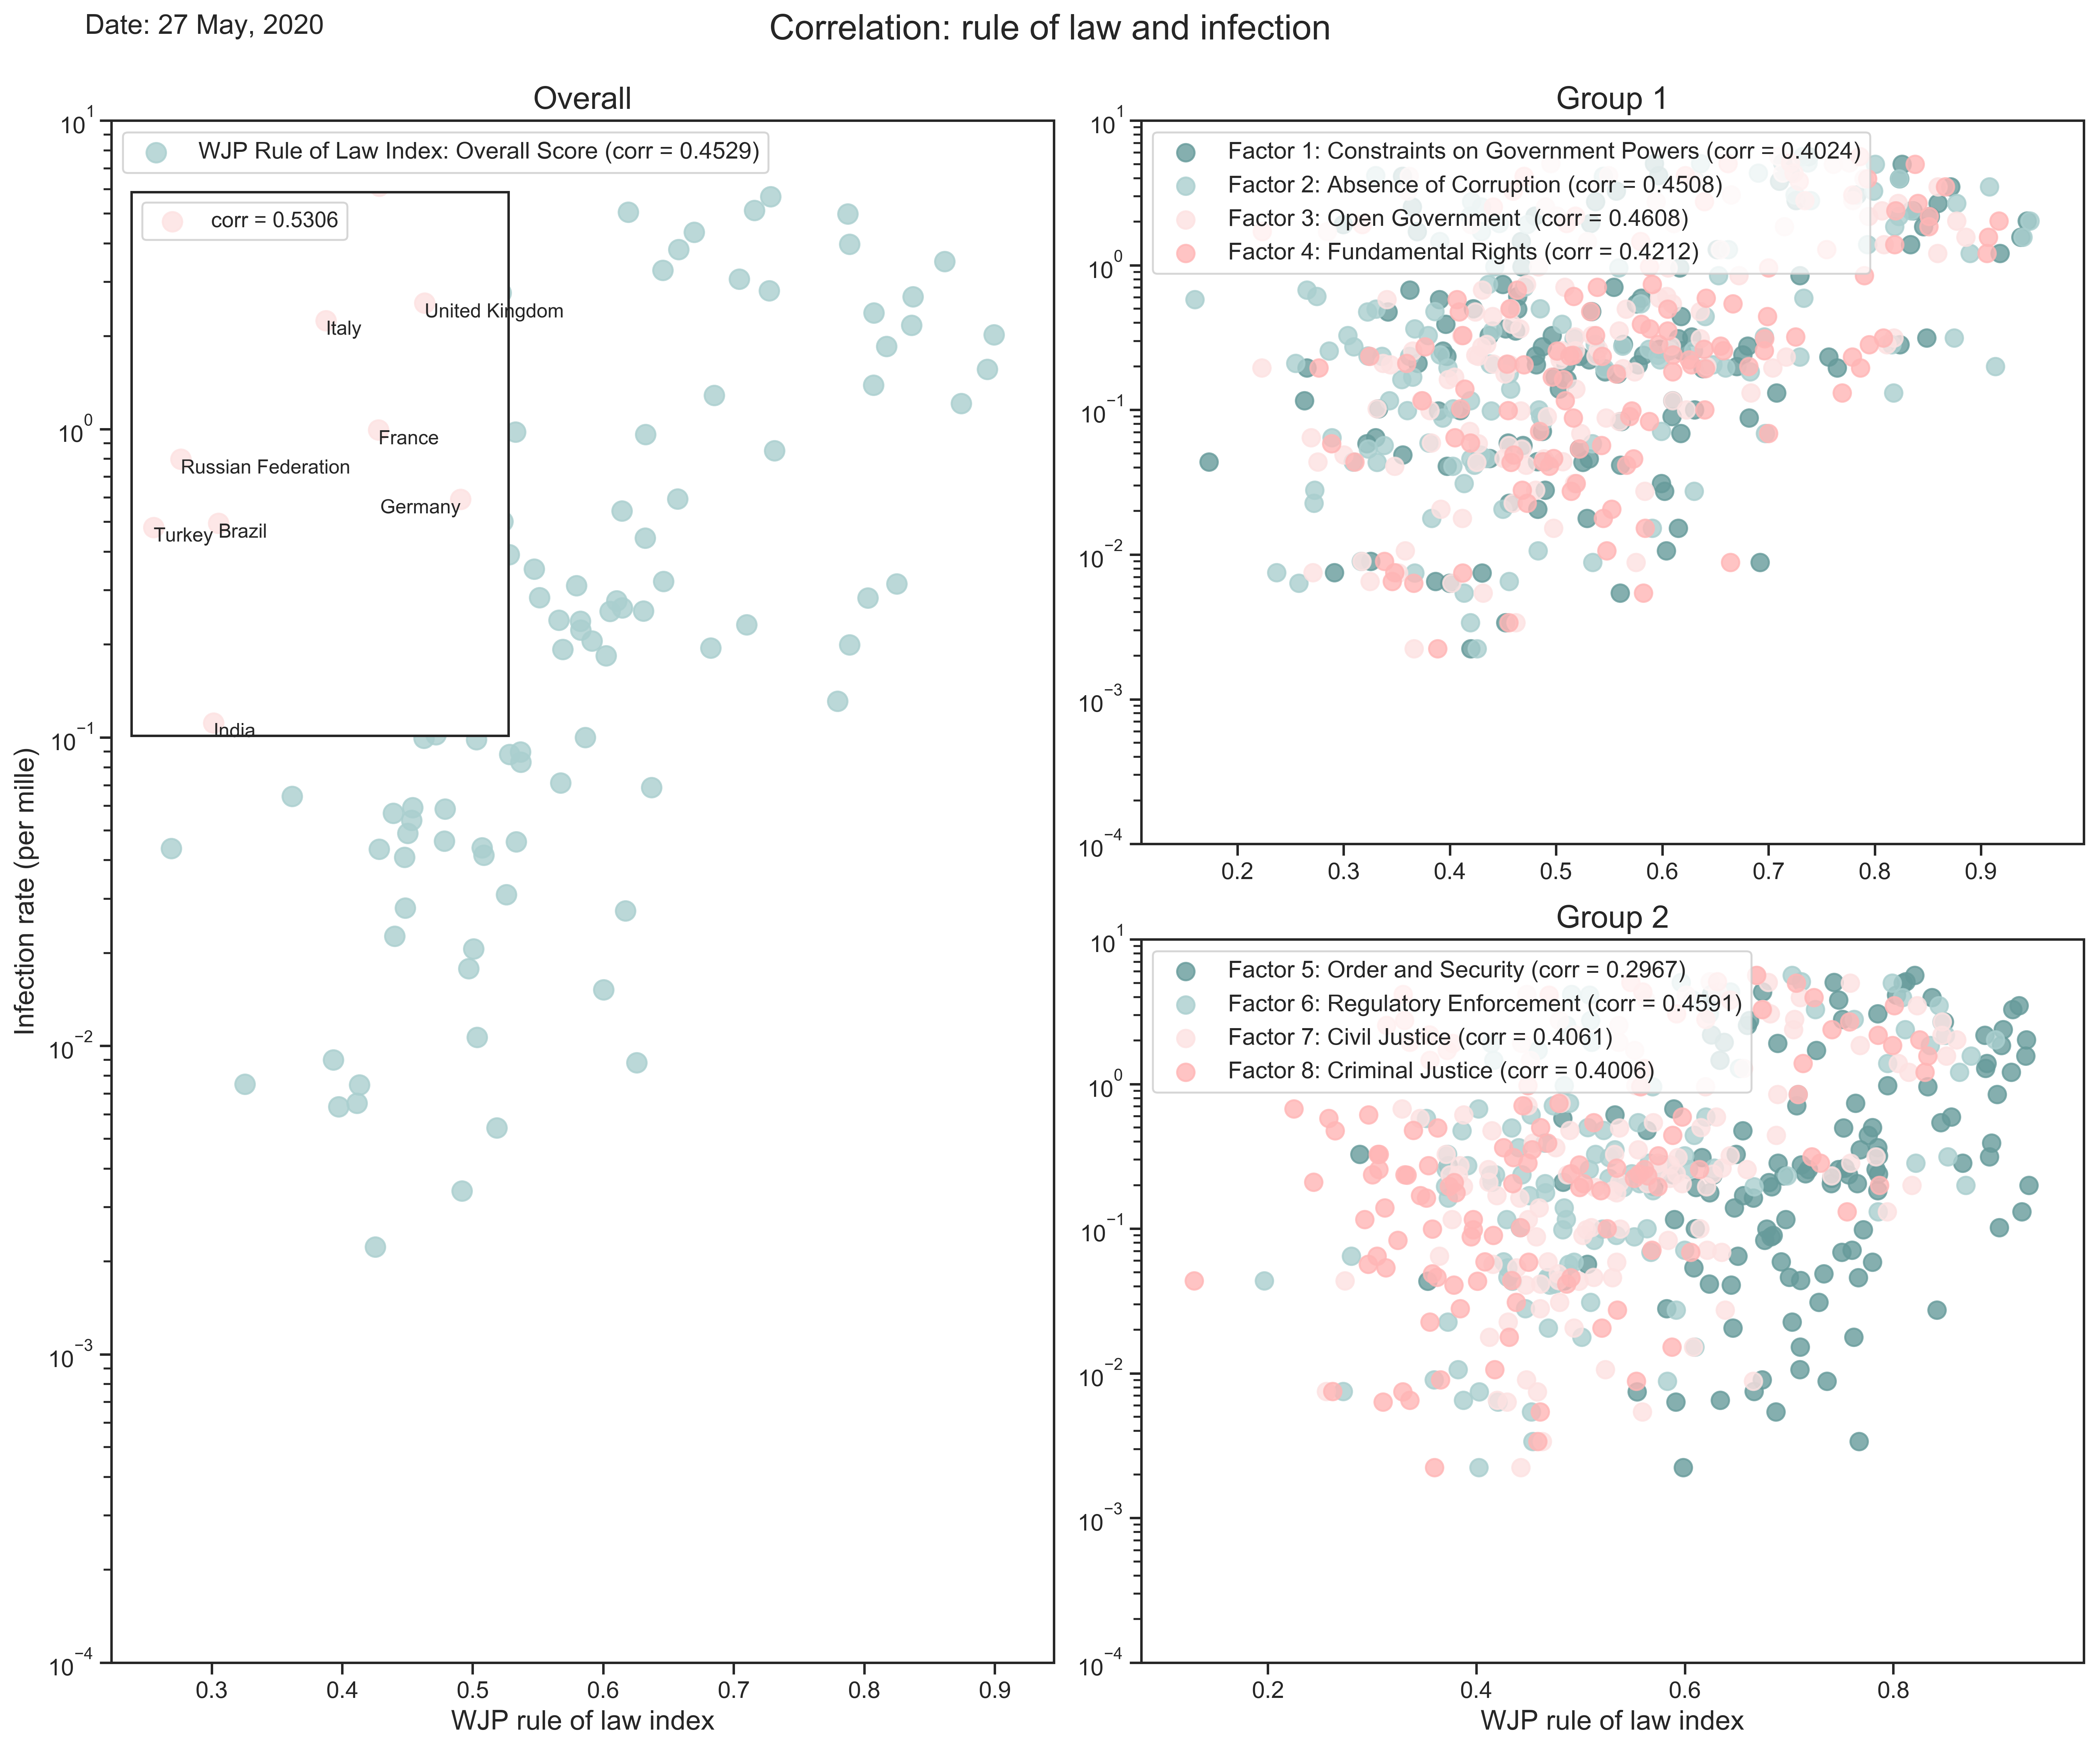 Date: 27 May, 2020
Correlation: rule of law and infection
Overall
10^1
WJP Rule of Law Index: Overall Score (corr = 0.4529)
corr = 0.5306
United Kingdom
Italy
France
Russian Federation
Germany
Turkey
Brazil
India
10^0
10^−1
10^−2
10^−3
10^−4
Infection rate (per mille)
0.3 0.4 0.5 0.6 0.7 0.8 0.9
WJP rule of law index
Group 1
10^1
Factor 1: Constraints on Government Powers (corr = 0.4024)
Factor 2: Absence of Corruption (corr = 0.4508)
Factor 3: Open Government (corr = 0.4608)
Factor 4: Fundamental Rights (corr = 0.4212)
10^0
10^−1
10^−2
10^−3
10^−4
0.2 0.3 0.4 0.5 0.6 0.7 0.8 0.9
Group 2
10^1
Factor 5: Order and Security (corr = 0.2967)
Factor 6: Regulatory Enforcement (corr = 0.4591)
Factor 7: Civil Justice (corr = 0.4061)
Factor 8: Criminal Justice (corr = 0.4006)
10^0
10^−1
10^−2
10^−3
10^−4
0.2 0.4 0.6 0.8
WJP rule of law index